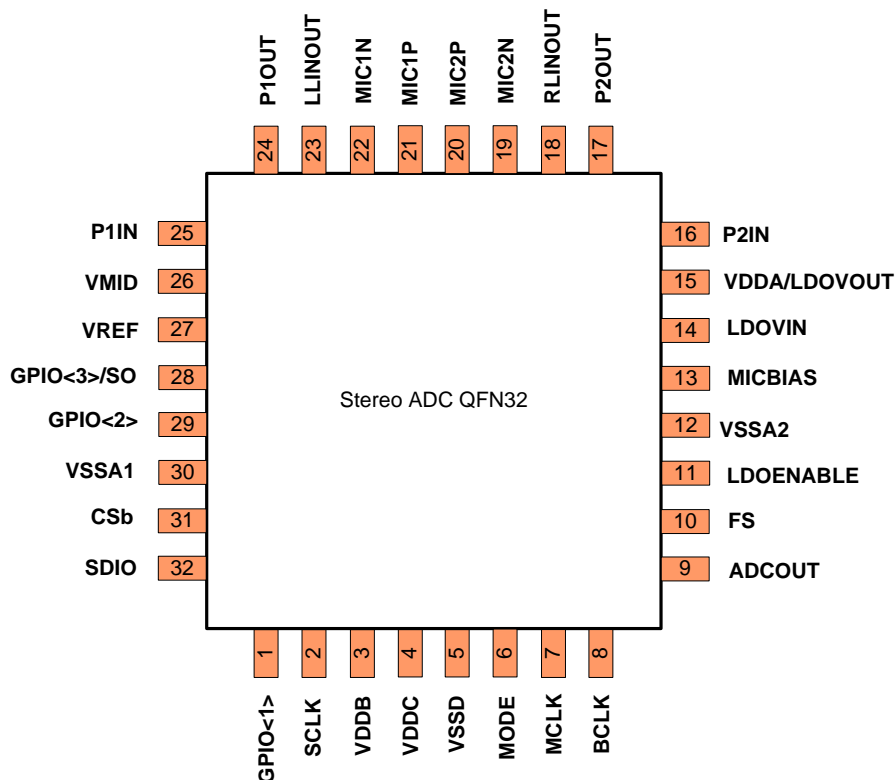 P1OUT
LLINOUT
MIC1N
MIC1P
MIC2P
MIC2N
RLINOUT
P2OUT
24
23
22
21
20
19
18
17
P1IN 25
VMID 26
VREF 27
GPIO<3>/SO 28
GPIO<2> 29
VSSA1 30
CSb 31
SDIO 32
Stereo ADC QFN32
16 P2IN
15 VDDA/LDOVOUT
14 LDOVIN
13 MICBIAS
12 VSSA2
11 LDOENABLE
10 FS
9 ADCOUT
1
2
3
4
5
6
7
8
GPIO<1>
SCLK
VDDB
VDDC
VSSD
MODE
MCLK
BCLK